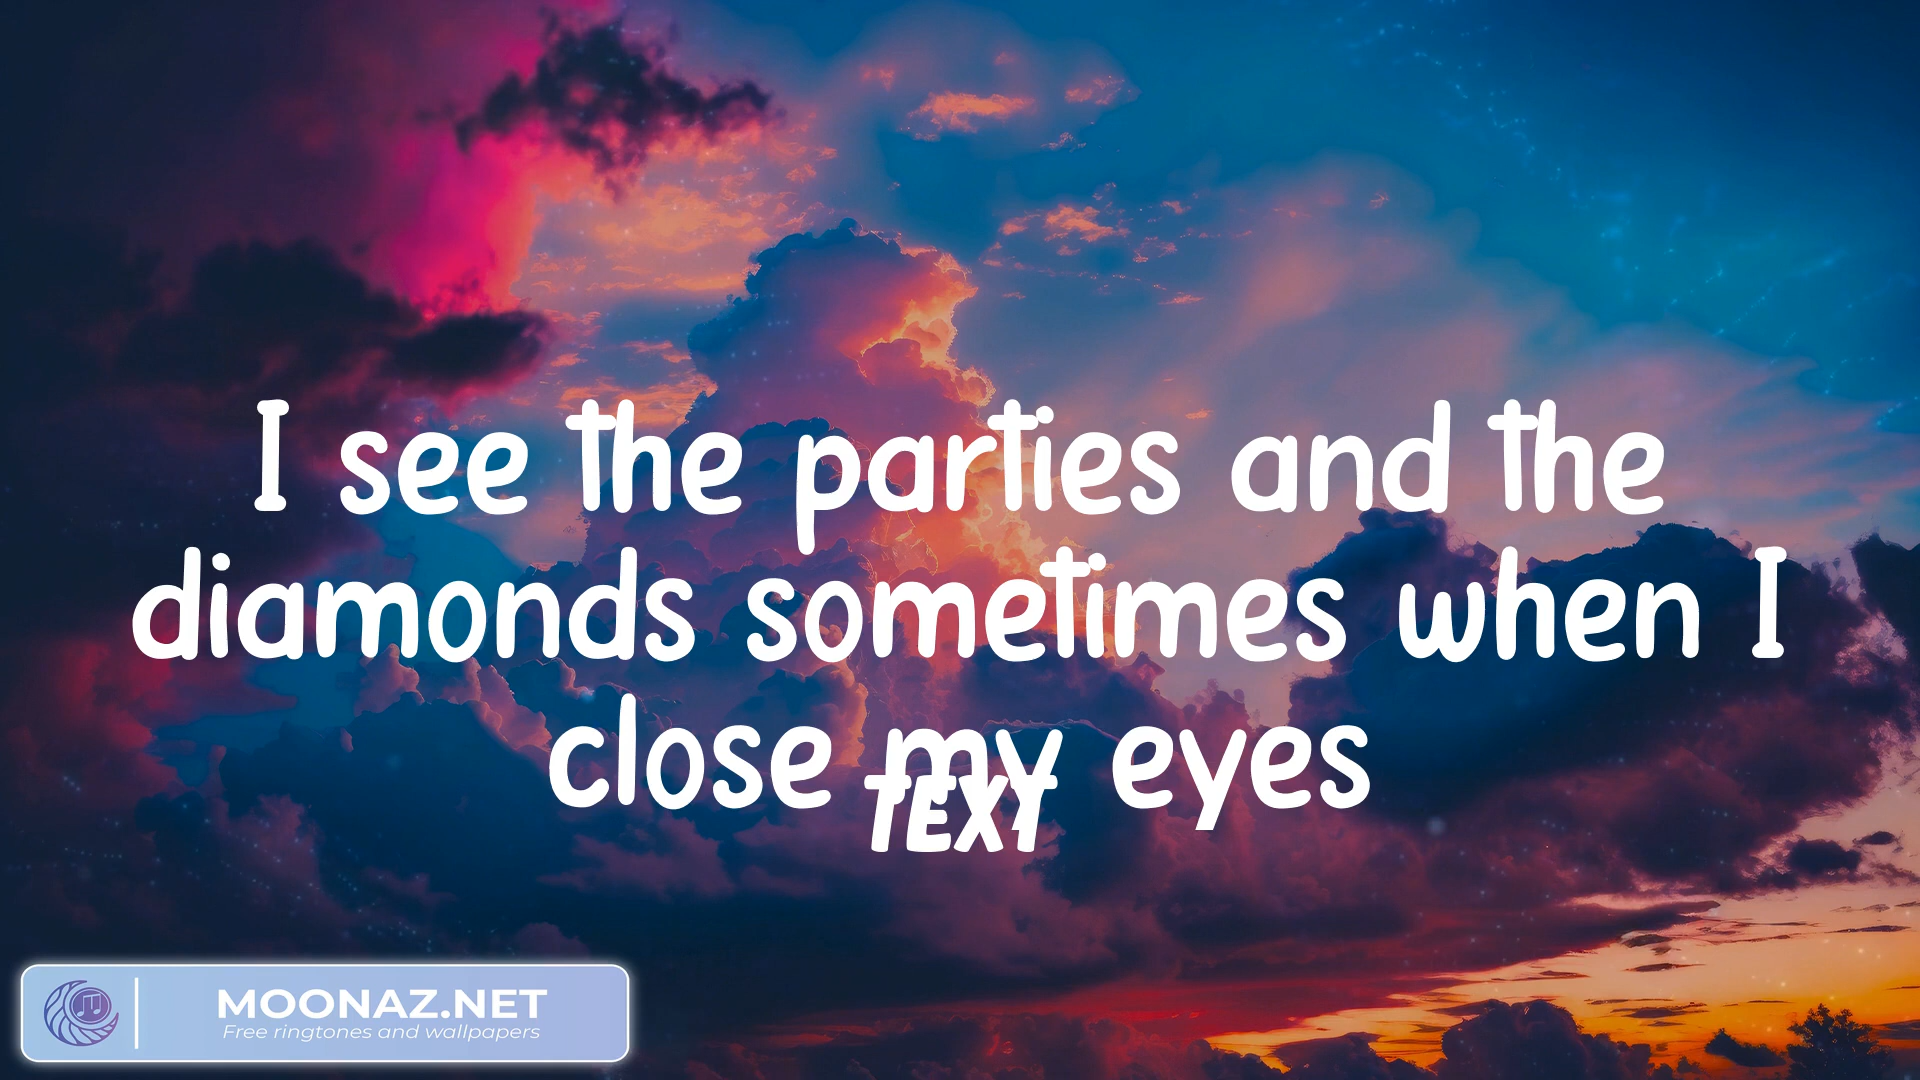 I see the parties and the
diamonds sometimes when I
close my eyes
TEXT
MOONAZ.NET
Free ringtones and wallpapers